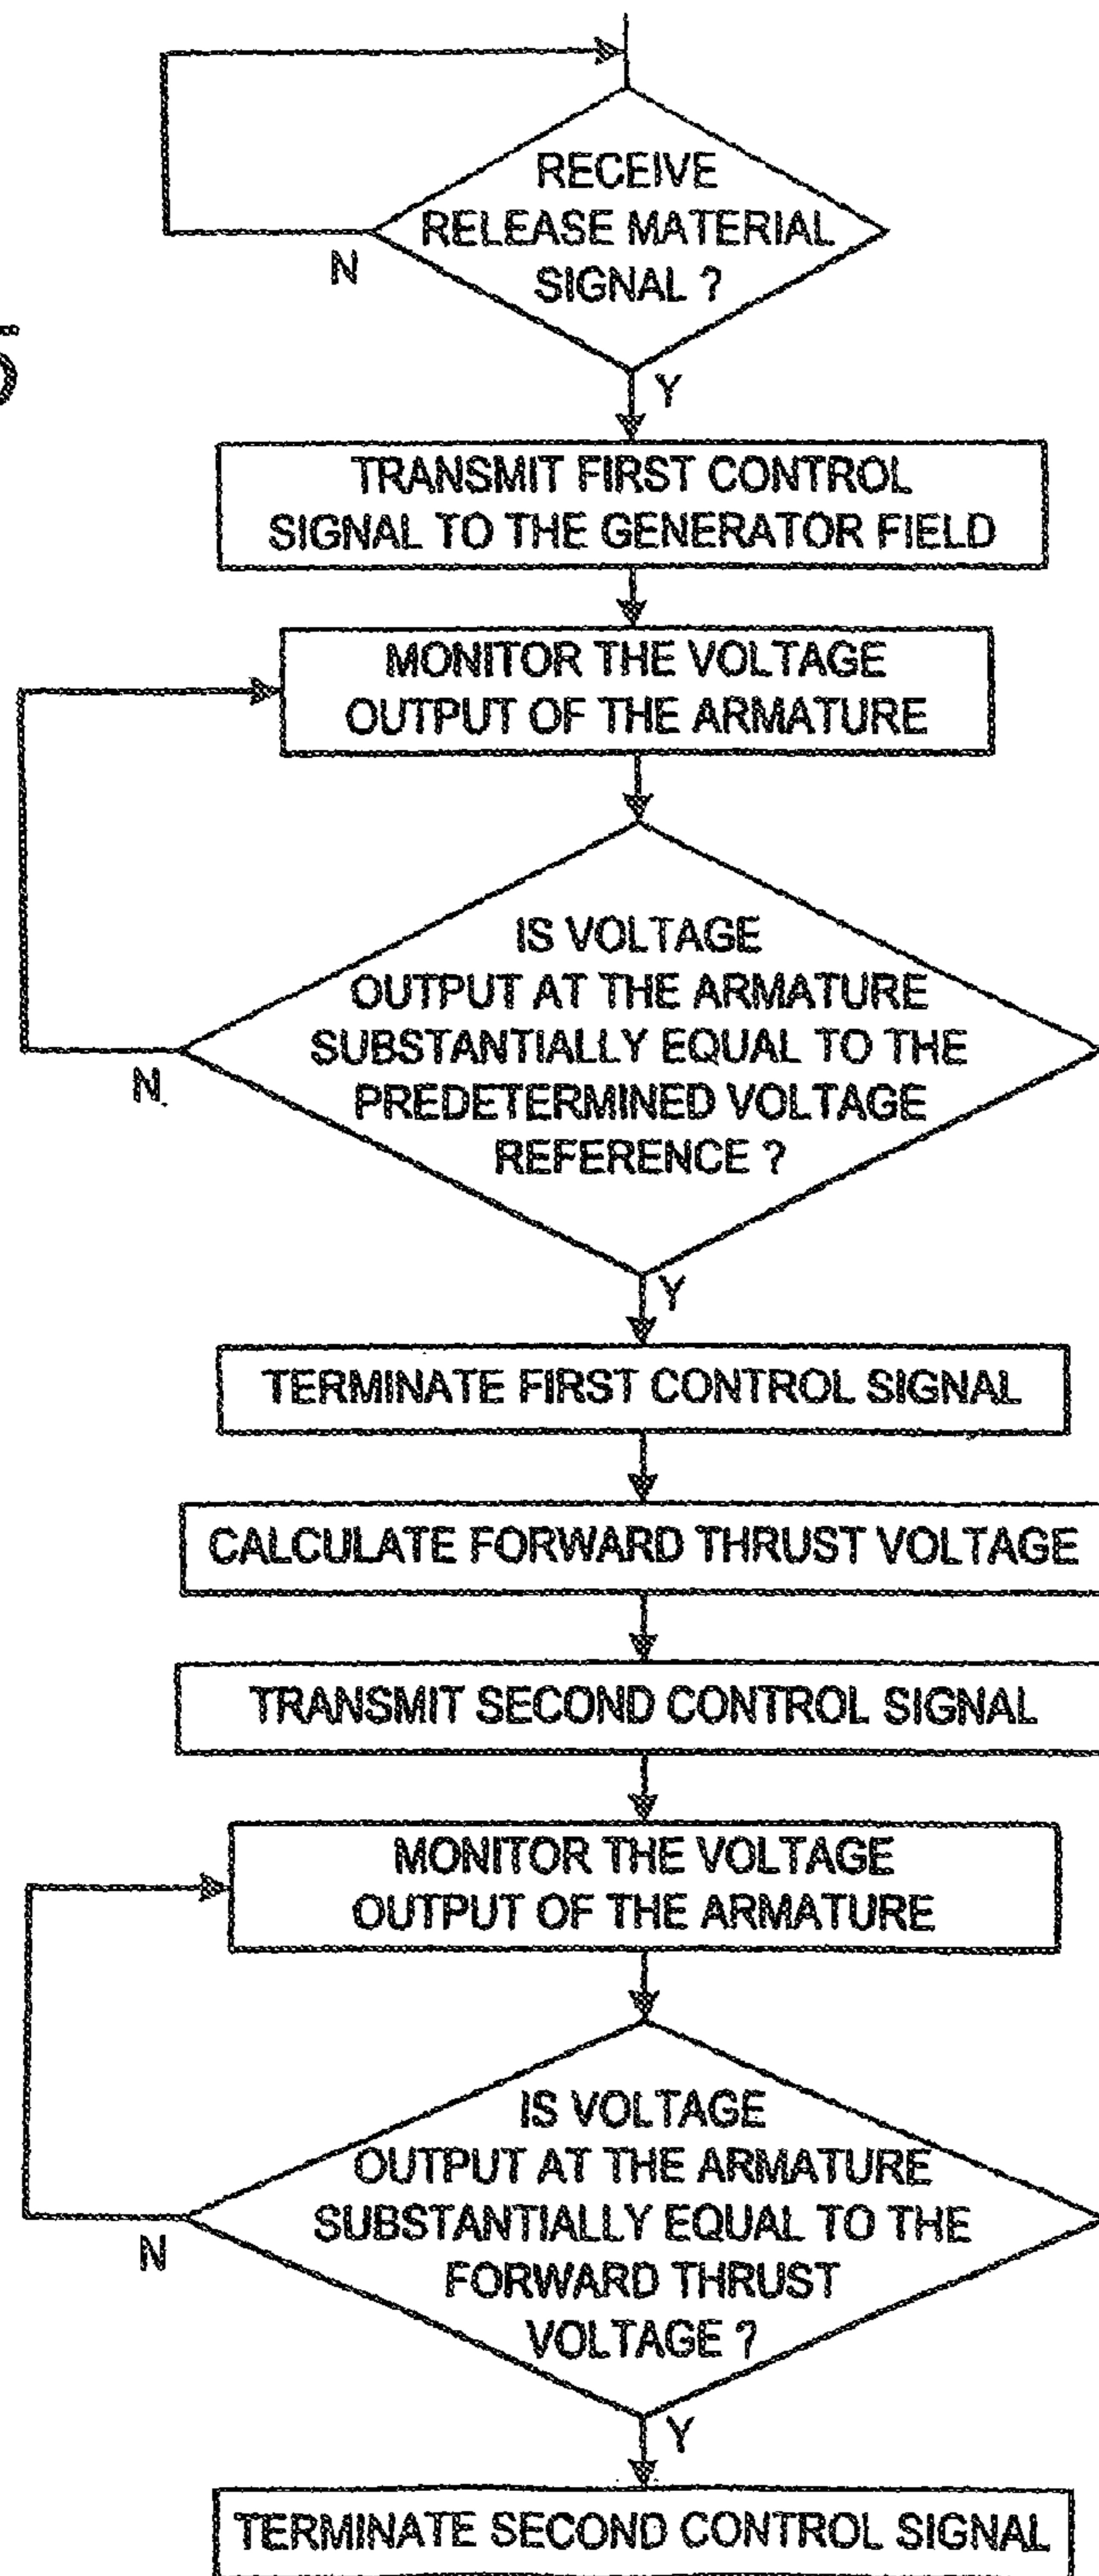 RECEIVE
RELEASE MATERIAL
SIGNAL ?
N
Y
TRANSMIT FIRST CONTROL
SIGNAL TO THE GENERATOR FIELD
MONITOR THE VOLTAGE
OUTPUT OF THE ARMATURE
IS VOLTAGE
OUTPUT AT THE ARMATURE
SUBSTANTIALLY EQUAL TO THE
PREDETERMINED VOLTAGE
REFERENCE ?
N
Y
TERMINATE FIRST CONTROL SIGNAL
CALCULATE FORWARD THRUST VOLTAGE
TRANSMIT SECOND CONTROL SIGNAL
MONITOR THE VOLTAGE
OUTPUT OF THE ARMATURE
IS VOLTAGE
OUTPUT AT THE ARMATURE
SUBSTANTIALLY EQUAL TO THE
FORWARD THRUST
VOLTAGE ?
N
Y
TERMINATE SECOND CONTROL SIGNAL